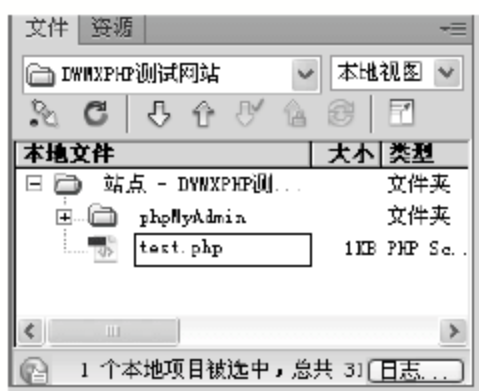 文件 资源
DWMXPHP测试网站 本地视图
本地文件 大小 类型
站点 - DWMXPHP测... 文件夹
phpMyAdmin 文件夹
test.php 1KB PHP Sc..
1 个本地项目被选中，总共 31 日志...